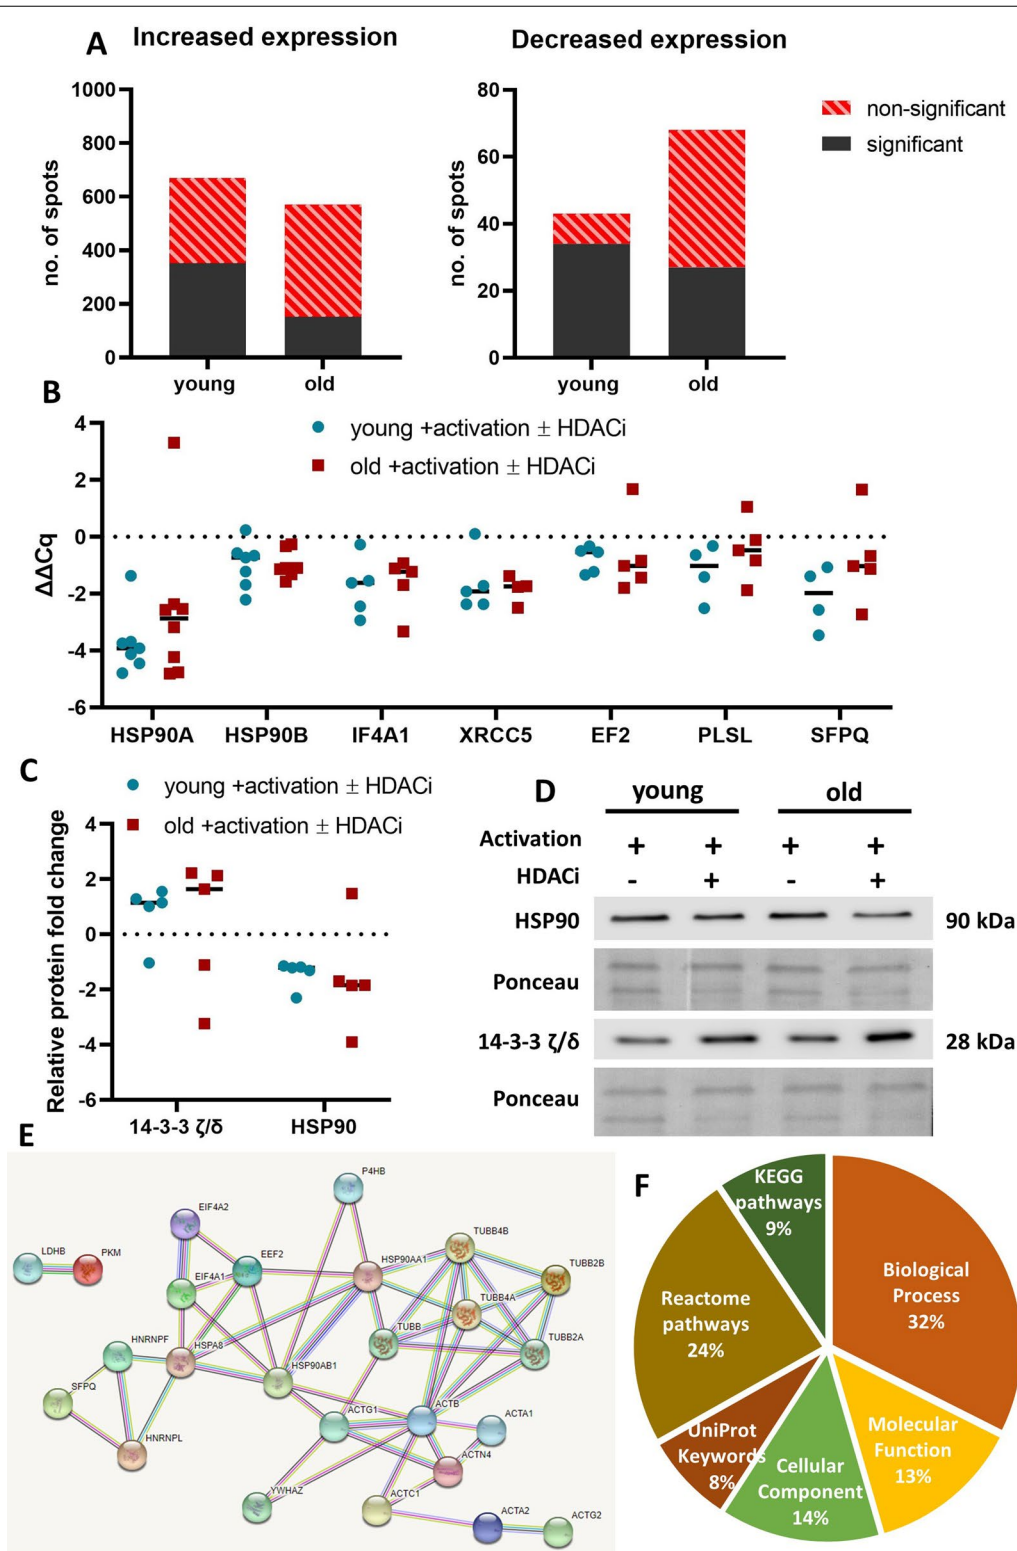 A
Increased expression
Decreased expression
1000
800
600
400
200
0
no. of spots
young
old
80
60
40
20
0
no. of spots
young
old
non-significant
significant
B
4
2
0
-2
-4
-6
ΔΔCq
young +activation ± HDACi
old +activation ± HDACi
HSP90A
HSP90B
IF4A1
XRCC5
EF2
PLSL
SFPQ
C
young +activation ± HDACi
old +activation ± HDACi
4
2
0
-2
-4
-6
Relative protein fold change
14-3-3 ζ/δ
HSP90
D
young
old
Activation + + + +
HDACi - + - +
HSP90
90 kDa
Ponceau
14-3-3 ζ/δ
28 kDa
Ponceau
E
P4HB
EIF4A2
LDHB
PKM
EEF2
HSP90AA1
TUBB4B
TUBB2B
EIF4A1
TUBB4A
HNRNPF
HSPA8
TUBB
TUBB2A
HSP90AB1
SFPQ
ACTG1
ACTB
ACTA1
HNRNPL
ACTN4
YWHAZ
ACTC1
ACTA2
ACTG2
F
KEGG
pathways
9%
Biological
Process
32%
Reactome
pathways
24%
Molecular
Function
13%
UniProt
Keywords
8%
Cellular
Component
14%